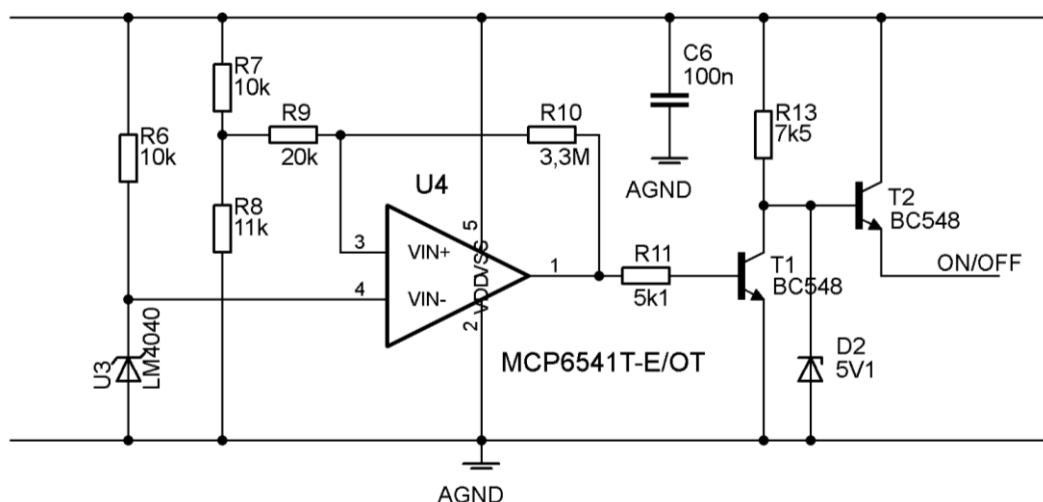 R7
10k
R9
20k
R10
3,3M
C6
100n
R13
7k5
R6
10k
AGND
U4
R8
11k
T2
BC548
5
3
VIN+
VSS
1
R11
5k1
T1
BC548
ON/OFF
4
VIN-
VDD
2
U3
LM4040
MCP6541T-E/OT
D2
5V1
AGND